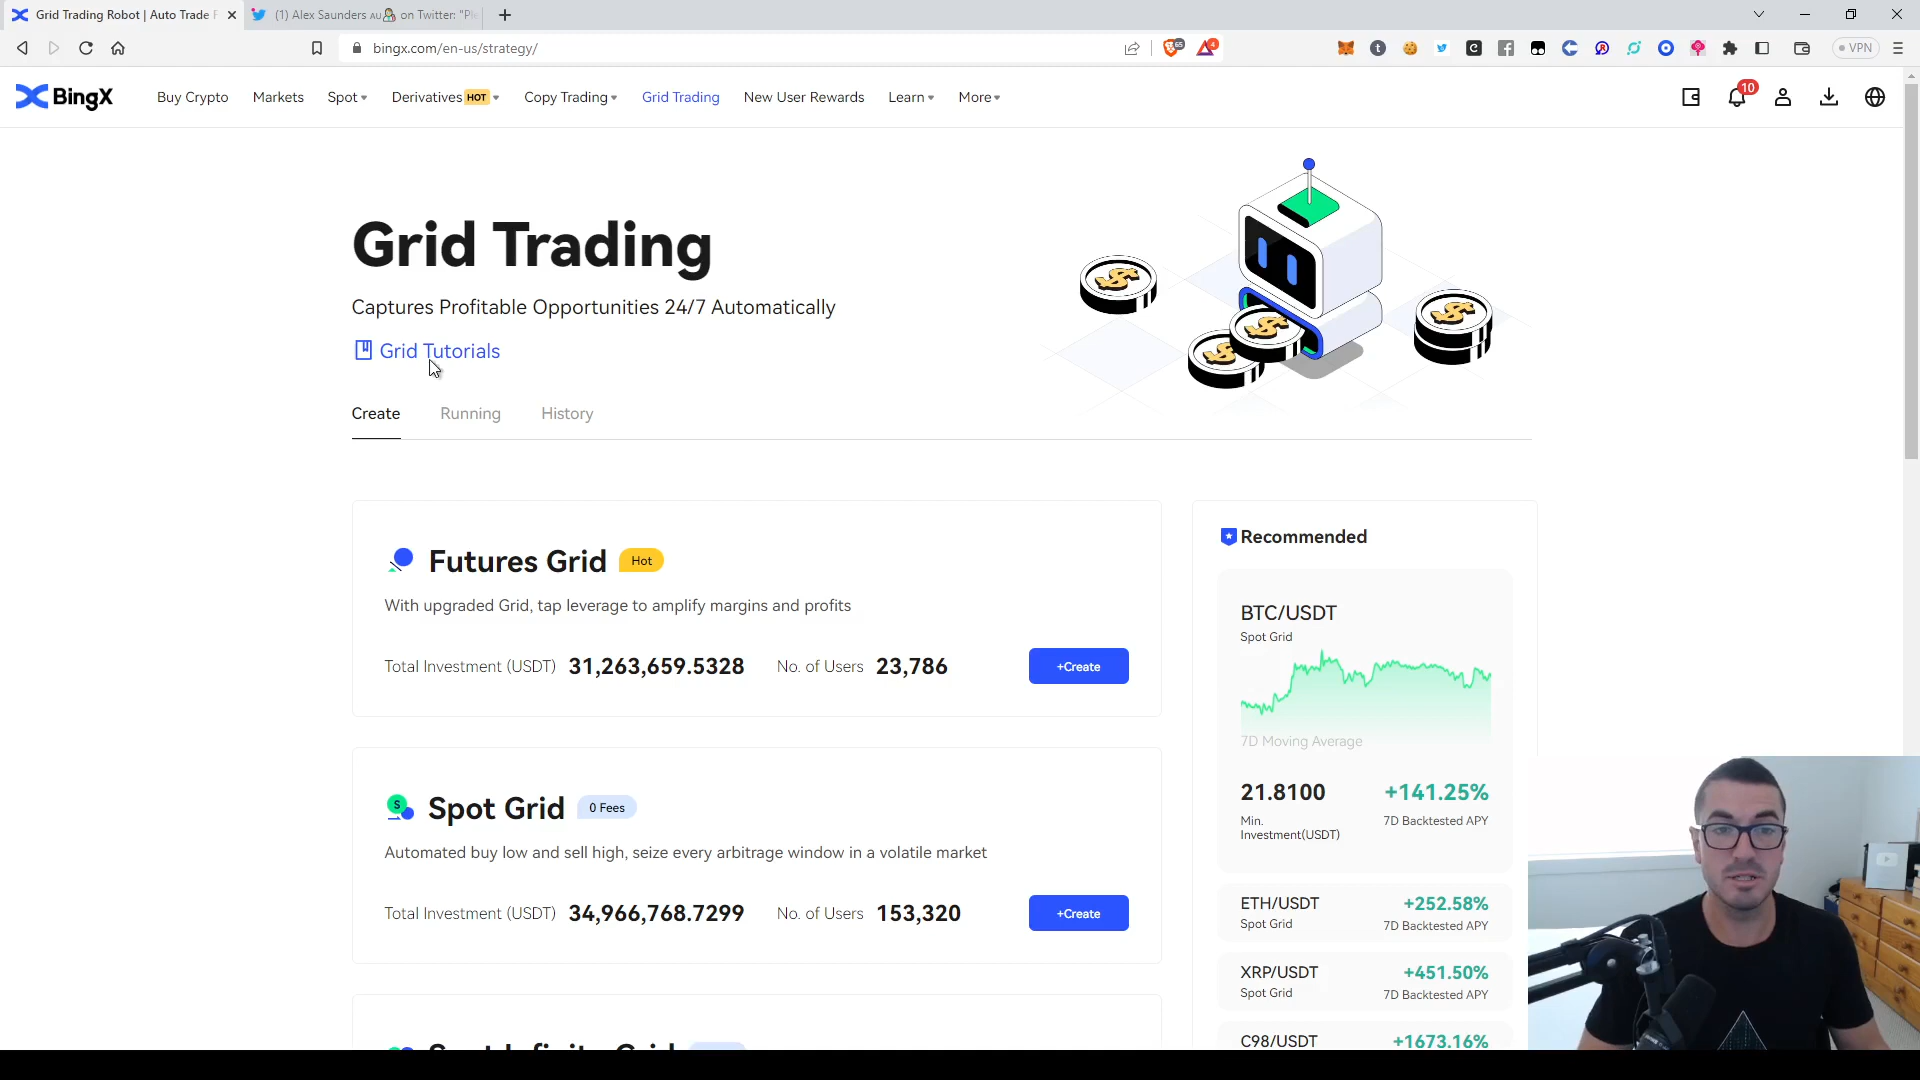 Grid Trading Robot | Auto Trade
(1) Alex Saunders AU on Twitter: "Pl
bingx.com/en-us/strategy/
65
4
VPN
BingX
Buy Crypto
Markets
Spot
Derivatives HOT
Copy Trading
Grid Trading
New User Rewards
Learn
More
10
Grid Trading
Captures Profitable Opportunities 24/7 Automatically
Grid Tutorials
Create
Running
History
Futures Grid Hot
With upgraded Grid, tap leverage to amplify margins and profits
Total Investment (USDT) 31,263,659.5328 No. of Users 23,786
+Create
Spot Grid 0 Fees
Automated buy low and sell high, seize every arbitrage window in a volatile market
Total Investment (USDT) 34,966,768.7299 No. of Users 153,320
+Create
Recommended
BTC/USDT
Spot Grid
7D Moving Average
21.8100 +141.25%
Min. 7D Backtested APY
Investment(USDT)
ETH/USDT +252.58%
Spot Grid 7D Backtested APY
XRP/USDT +451.50%
Spot Grid 7D Backtested APY
C98/USDT +1673.16%